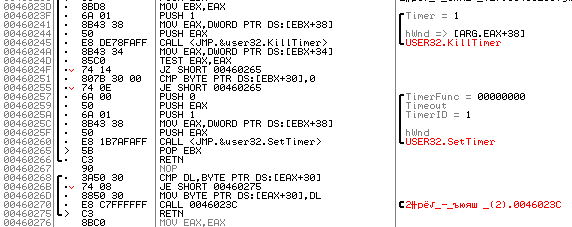 0046023D 8BD8 MOV EBX,EAX
0046023F 6A 01 PUSH 1 Timer = 1
00460241 8B43 38 MOV EAX,DWORD PTR DS:[EBX+38]
00460244 50 PUSH EAX hWnd => [ARG.EAX+38]
00460245 E8 DE78FAFF CALL <JMP.&user32.KillTimer> USER32.KillTimer
0046024A 8B43 34 MOV EAX,DWORD PTR DS:[EBX+34]
0046024D 85C0 TEST EAX,EAX
0046024F 74 14 JZ SHORT 00460265
00460251 807B 30 00 CMP BYTE PTR DS:[EBX+30],0
00460255 74 0E JE SHORT 00460265
00460257 6A 00 PUSH 0 TimerFunc = 00000000
00460259 50 PUSH EAX Timeout
0046025A 6A 01 PUSH 1 TimerID = 1
0046025C 8B43 38 MOV EAX,DWORD PTR DS:[EBX+38]
0046025F 50 PUSH EAX hWnd
00460260 E8 1B7AFAFF CALL <JMP.&user32.SetTimer> USER32.SetTimer
00460265 5B POP EBX
00460266 C3 RETN
00460267 90 NOP
00460268 3A50 30 CMP DL,BYTE PTR DS:[EAX+30]
0046026B 74 08 JE SHORT 00460275
0046026D 8850 30 MOV BYTE PTR DS:[EAX+30],DL
00460270 E8 C7FFFFFF CALL 0046023C (2).0046023C
00460275 C3 RETN
00460276 8BC0 MOV EAX,EAX